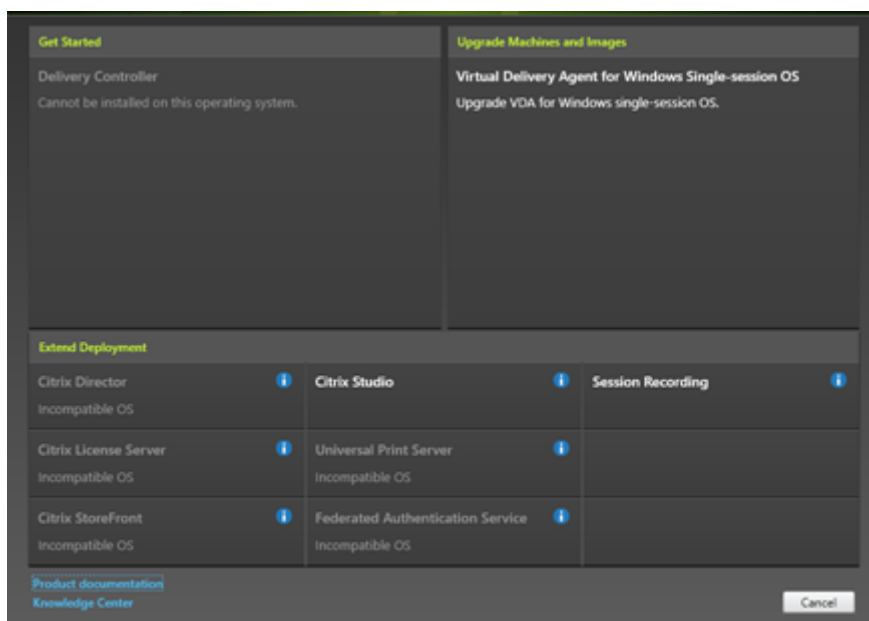 Get Started
Upgrade Machines and Images
Delivery Controller
Cannot be installed on this operating system.
Virtual Delivery Agent for Windows Single-session OS
Upgrade VDA for Windows single-session OS.
Extend Deployment
Citrix Director
Incompatible OS
Citrix Studio
Session Recording
Citrix License Server
Incompatible OS
Universal Print Server
Incompatible OS
Citrix StoreFront
Incompatible OS
Federated Authentication Service
Incompatible OS
Product documentation
Knowledge Center
Cancel